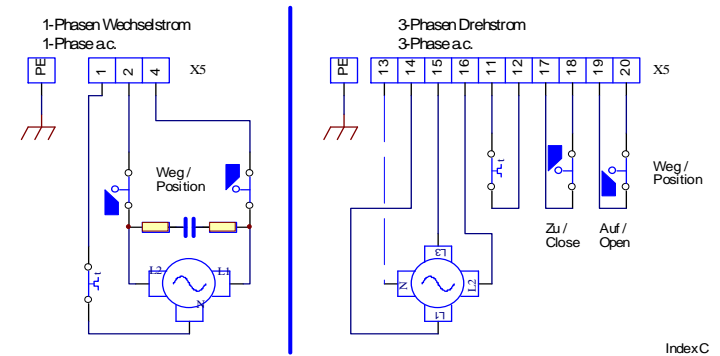 1-Phasen Wechselstrom
1-Phase a.c.
PE
1 2 4
X5
Weg /
Position
t
L2
L1
N
3-Phasen Drehstrom
3-Phase a.c.
PE
13 14 15 16 11 12 17 18 19 20
X5
t
Weg /
Position
Zu /
Close
Auf /
Open
L3
N
L2
L1
Index C